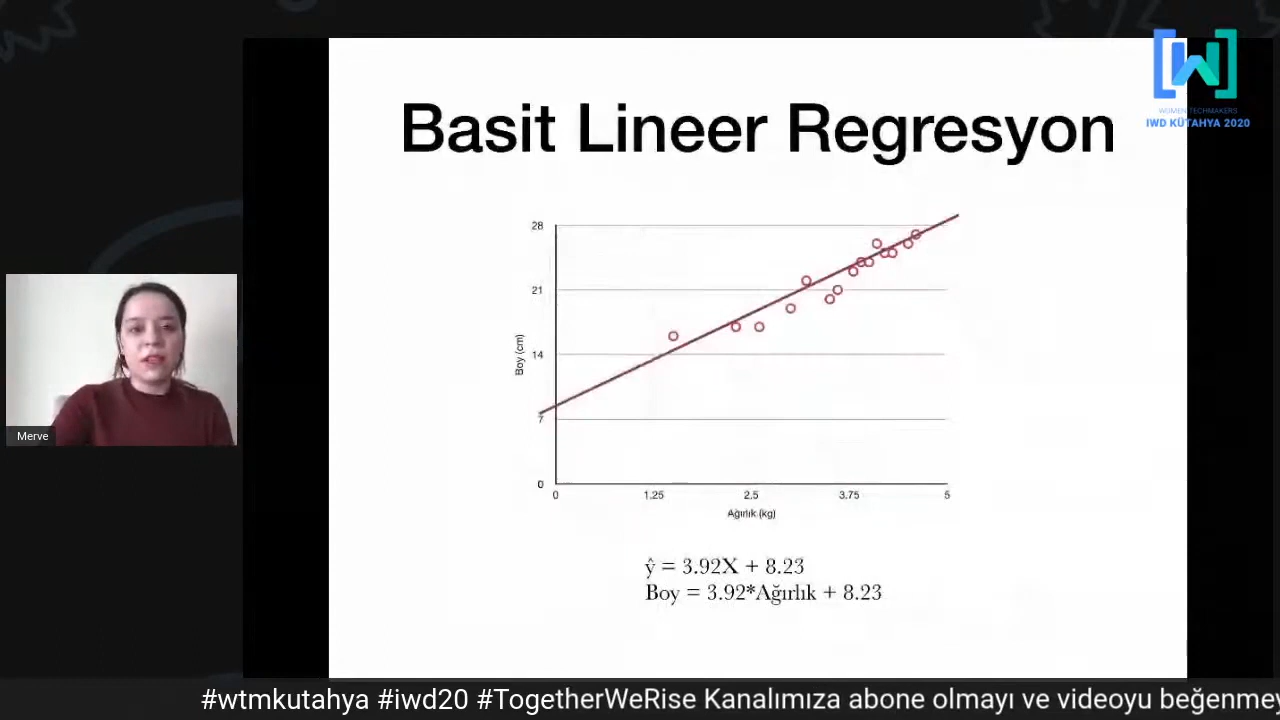 WOMEN TECHMAKERS
IWD KÜTAHYA 2020
Basit Lineer Regresyon
28
21
14
7
0
Boy (cm)
0
1.25
2.5
3.75
5
Ağırlık (kg)
ŷ = 3.92X + 8.23
Boy = 3.92*Ağırlık + 8.23
Merve
#wtmkutahya #iwd20 #TogetherWeRise Kanalımıza abone olmayı ve videoyu beğenmey